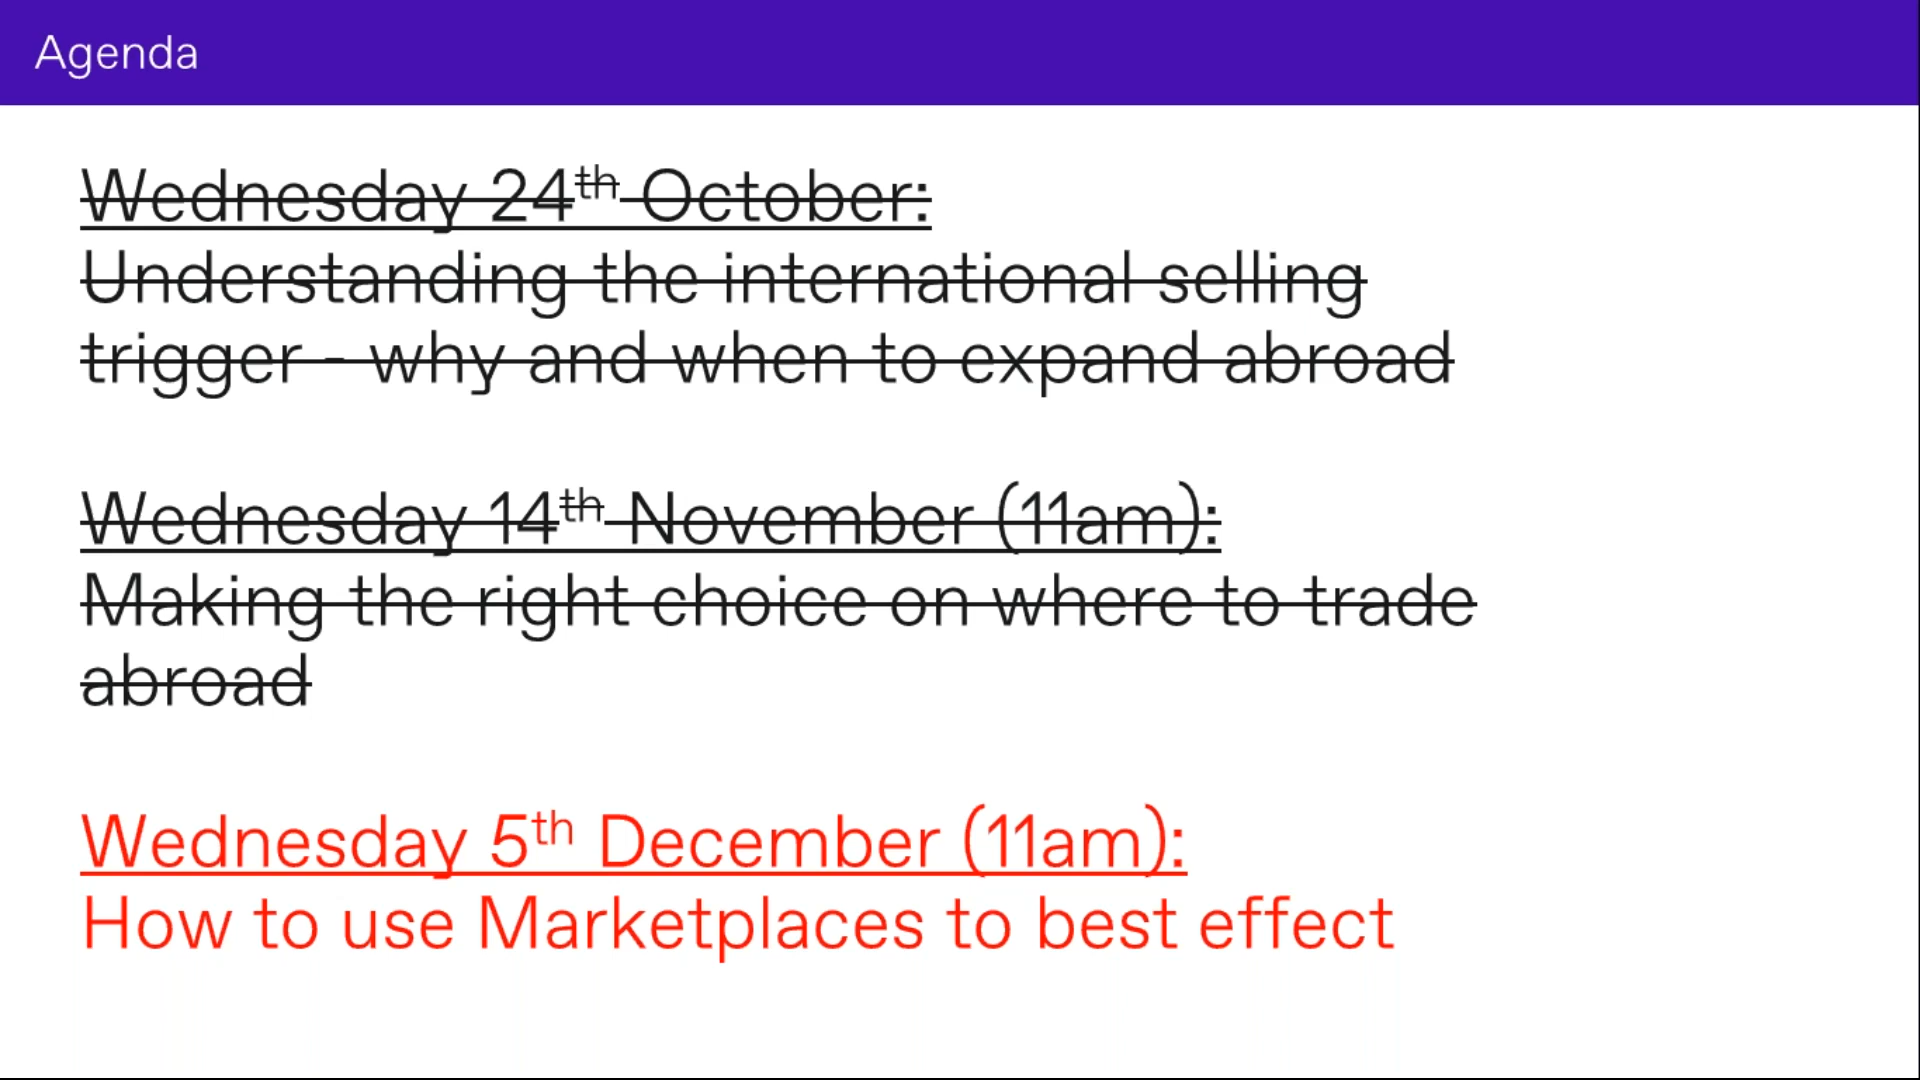 Agenda
Wednesday 24th October:
Understanding the international selling
trigger - why and when to expand abroad
Wednesday 14th November (11am):
Making the right choice on where to trade
abroad
Wednesday 5th December (11am):
How to use Marketplaces to best effect